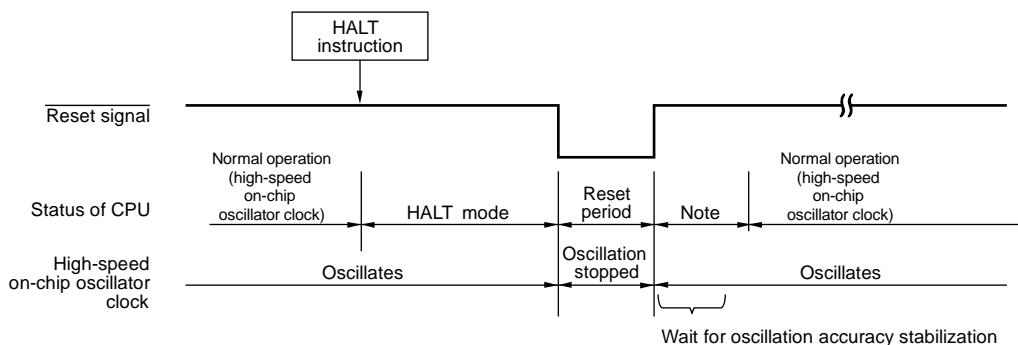 HALT
instruction
Reset signal
Normal operation
(high-speed
on-chip
oscillator clock)
Status of CPU
HALT mode
Reset
period
Note
Normal operation
(high-speed
on-chip
oscillator clock)
High-speed
on-chip oscillator
clock
Oscillates
Oscillation
stopped
Oscillates
Wait for oscillation accuracy stabilization